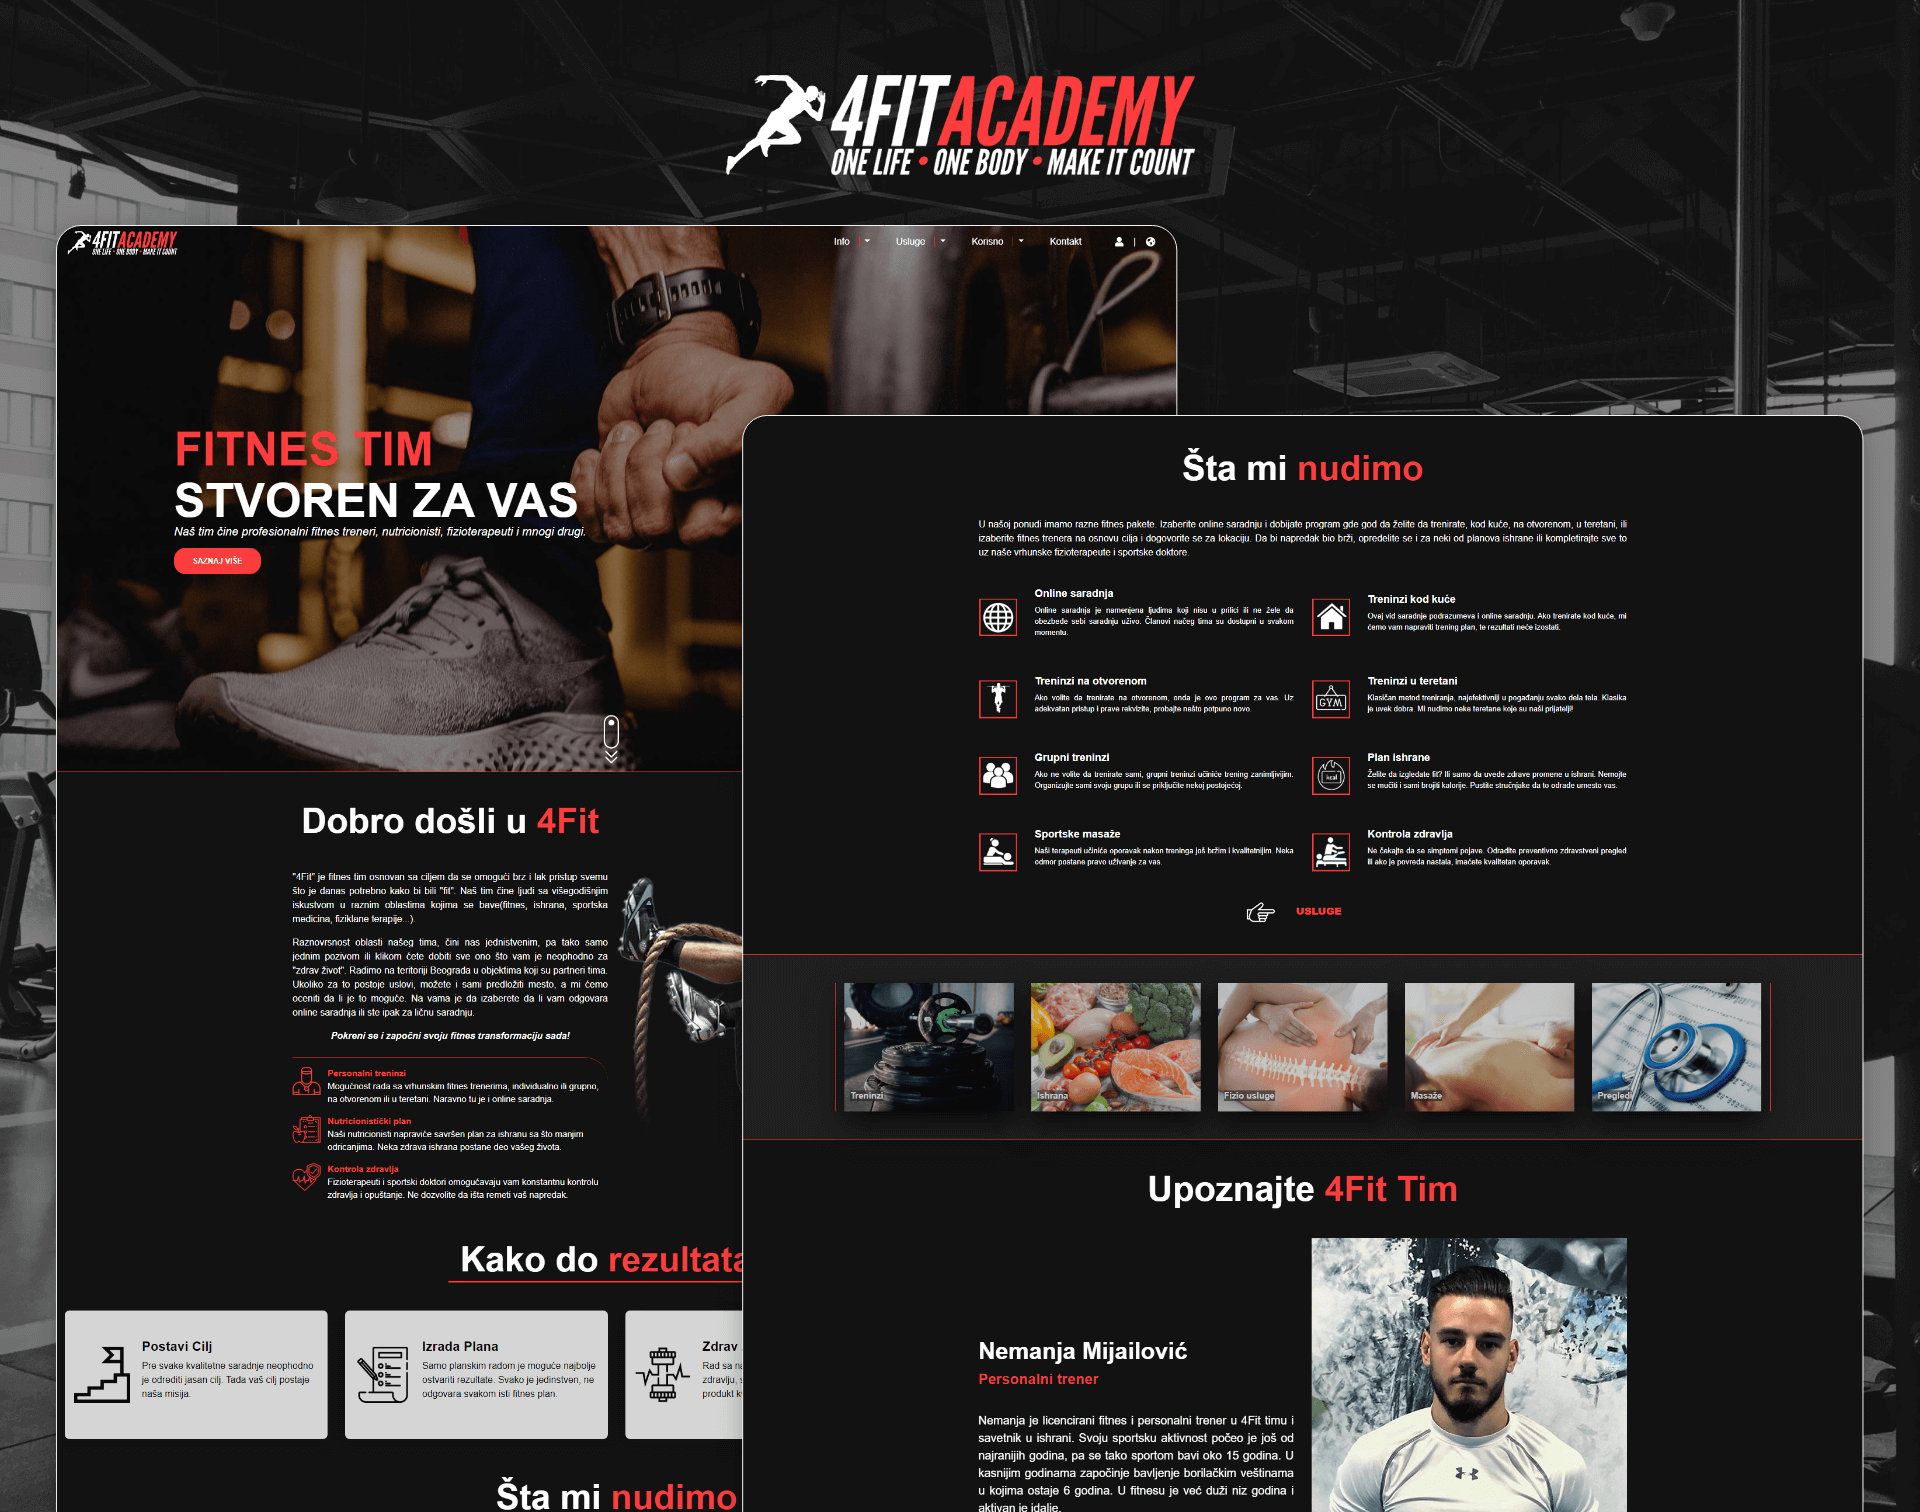 4FITACADEMY
ONE LIFE • ONE BODY • MAKE IT COUNT
4FITACADEMY
ONE LIFE • ONE BODY • MAKE IT COUNT
Info
Usluge
Korisno
Kontakt
FITNES TIM
STVOREN ZA VAS
Naš tim čine profesionalni fitnes treneri, nutricionisti, fizioterapeuti i mnogi drugi.
SAZNAJ VIŠE
Dobro došli u 4Fit
"4Fit" je fitnes tim osnovan sa ciljem da se omogući brz i lak pristup svemu
što je danas potrebno kako bi bili "fit". Naš tim čine ljudi sa višegodišnjim
iskustvom u raznim oblastima kojima se bave(fitnes, ishrana, sportska
medicina, fiziklane terapije...).
Raznovrsnost oblasti našeg tima, čini nas jednistvenim, pa tako samo
jednim pozivom ili klikom ćete dobiti sve ono što vam je neophodno za
"zdrav život". Radimo na teritoriji Beograda u objektima koji su partneri tima.
Ukoliko za to postoje uslovi, možete i sami predložiti mesto, a mi ćemo
oceniti da li je to moguće. Na vama je da izaberete da li vam odgovara
online saradnja ili ste ipak za ličnu saradnju.
Pokreni se i započni svoju fitnes transformaciju sada!
Personalni treninzi
Mogućnost rada sa vrhunskim fitnes trenerima, individualno ili grupno,
na otvorenom ili u teretani. Naravno tu je i online saradnja.
Nutricionistički plan
Naši nutricionisti napraviće savršen plan za ishranu sa što manjim
odricanjima. Neka zdrava ishrana postane deo vašeg života.
Kontrola zdravlja
Fizioterapeuti i sportski doktori omogućavaju vam konstantnu kontrolu
zdravlja i opuštanje. Ne dozvolite da išta remeti vaš napredak.
Kako do rezultata
Postavi Cilj
Pre svake kvalitetne saradnje neophodno
je odrediti jasan cilj. Tada vaš cilj postaje
naša misija.
Izrada Plana
Samo planskim radom je moguće najbolje
ostvariti rezultate. Svako je jedinstven, ne
odgovara svakom isti fitnes plan.
Zdrav
Rad sa na
zdravlju, s
produkt k
Šta mi nudimo
Šta mi nudimo
U našoj ponudi imamo razne fitnes pakete. Izaberite online saradnju i dobijate program gde god da želite da trenirate, kod kuće, na otvorenom, u teretani, ili
izaberite fitnes trenera na osnovu cilja i dogovorite se za lokaciju. Da bi napredak bio brži, opredelite se i za neki od planova ishrane ili kompletirajte sve to
uz naše vrhunske fizioterapeute i sportske doktore.
Online saradnja
Online saradnja je namenjena ljudima koji nisu u prilici ili ne žele da
obezbede sebi saradnju uživo. Članovi načeg tima su dostupni u svakom
momentu.
Treninzi kod kuće
Ovaj vid saradnje podrazumeva i online saradnju. Ako trenirate kod kuće, mi
ćemo vam napraviti trening plan, te rezultati neće izostati.
Treninzi na otvorenom
Ako volite da trenirate na otvorenom, onda je ovo program za vas. Uz
adekvatan pristup i prave rekvizite, probajte nešto potpuno novo.
GYM
Treninzi u teretani
Klasičan metod treniranja, najefektivniji u pogađanju svako dela tela. Klasika
je uvek dobra. Mi nudimo neke teretane koje su naši prijatelji!
Grupni treninzi
Ako ne volite da trenirate sami, grupni treninzi učiniće trening zanimljivijim.
Organizujte sami svoju grupu ili se priključite nekoj postojećoj.
kcal
Plan ishrane
Želite da izgledate fit? Ili samo da uvede zdrave promene u ishrani. Nemojte
se mučiti i sami brojiti kalorije. Pustite stručnjake da to odrade umesto vas.
Sportske masaže
Naši terapeuti učiniće oporavak nakon treninga još bržim i kvalitetnijim. Neka
odmor postane pravo uživanje za vas.
Kontrola zdravlja
Ne čekajte da se simptomi pojave. Odradite preventivno zdravstveni pregled
ili ako je povreda nastala, imaćete kvalitetan oporavak.
USLUGE
Treninzi
Ishrana
Fizio usluge
Masaže
Pregledi
Upoznajte 4Fit Tim
Nemanja Mijailović
Personalni trener
Nemanja je licencirani fitnes i personalni trener u 4Fit timu i
savetnik u ishrani. Svoju sportsku aktivnost počeo je još od
najranijih godina, pa se tako sportom bavi oko 15 godina. U
kasnijim godinama započinje bavljenje borilačkim veštinama
u kojima ostaje 6 godina. U fitnesu je već duži niz godina i
aktivan je idalje.